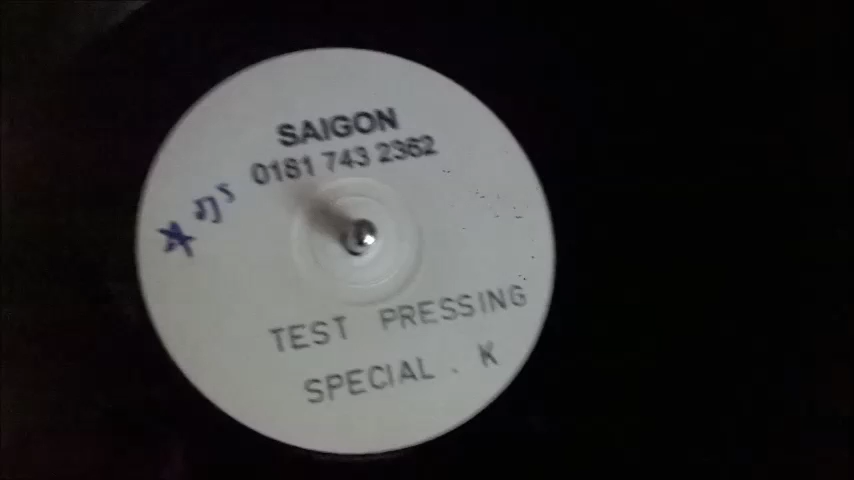 SAIGON
0181 743 2362
TEST PRESSING
SPECIAL . K